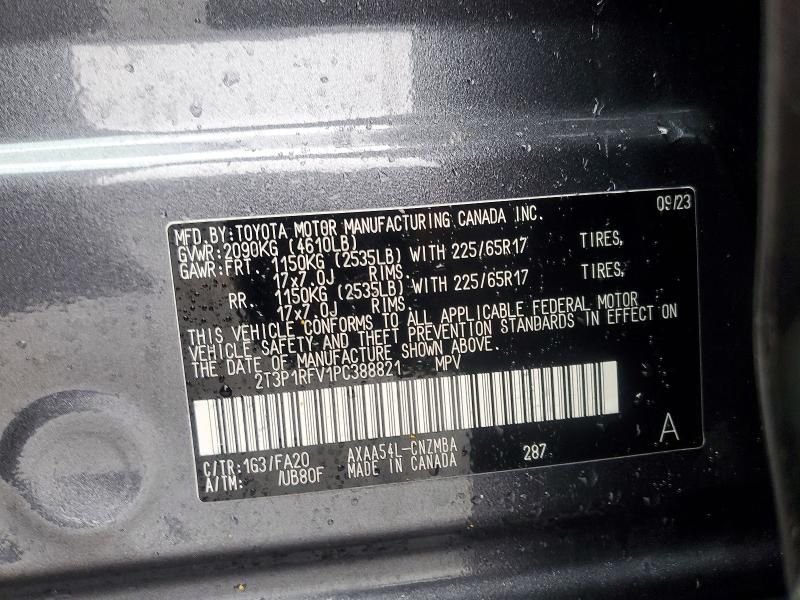 09/23
MFD.BY:TOYOTA MOTOR MANUFACTURING CANADA INC.
GVWR:2090KG (4610LB)
GAWR:FRT. 1150KG (2535LB) WITH 225/65R17 TIRES,
17x7.0J RIMS
RR. 1150KG (2535LB) WITH 225/65R17 TIRES,
17x7.0J RIMS
THIS VEHICLE CONFORMS TO ALL APPLICABLE FEDERAL MOTOR
VEHICLE SAFETY AND THEFT PREVENTION STANDARDS IN EFFECT ON
THE DATE OF MANUFACTURE SHOWN ABOVE.
2T3P1RFV1PC388821 MPV
C/TR:1G3/FA20 AXAA54L-CNZMBA 287 A
A/TM: /UB80F MADE IN CANADA